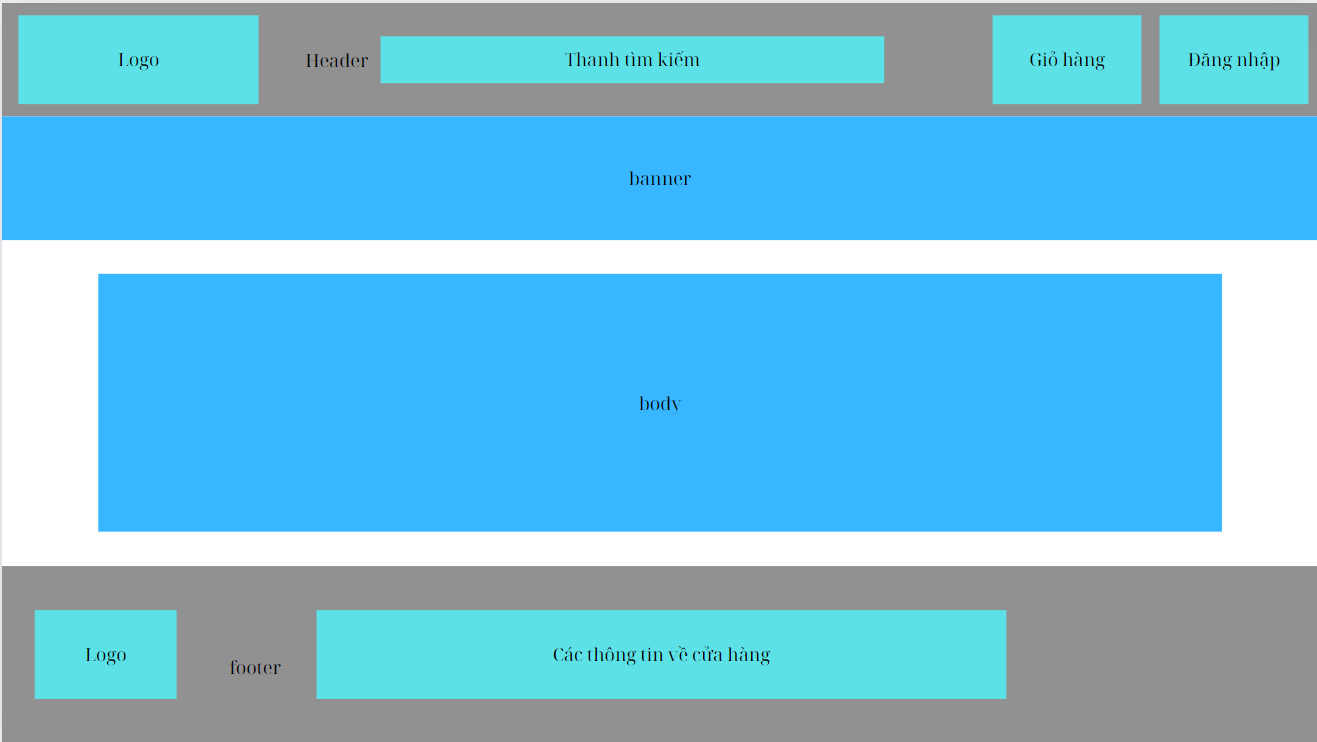 Logo
Header
Thanh tìm kiếm
Giỏ hàng
Đăng nhập
banner
body
Logo
footer
Các thông tin về cửa hàng